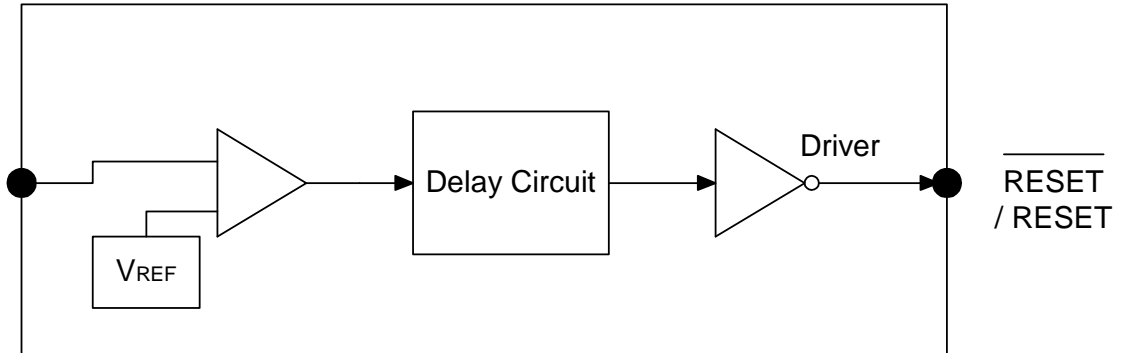 Driver
Delay Circuit
RESET
/ RESET
VREF